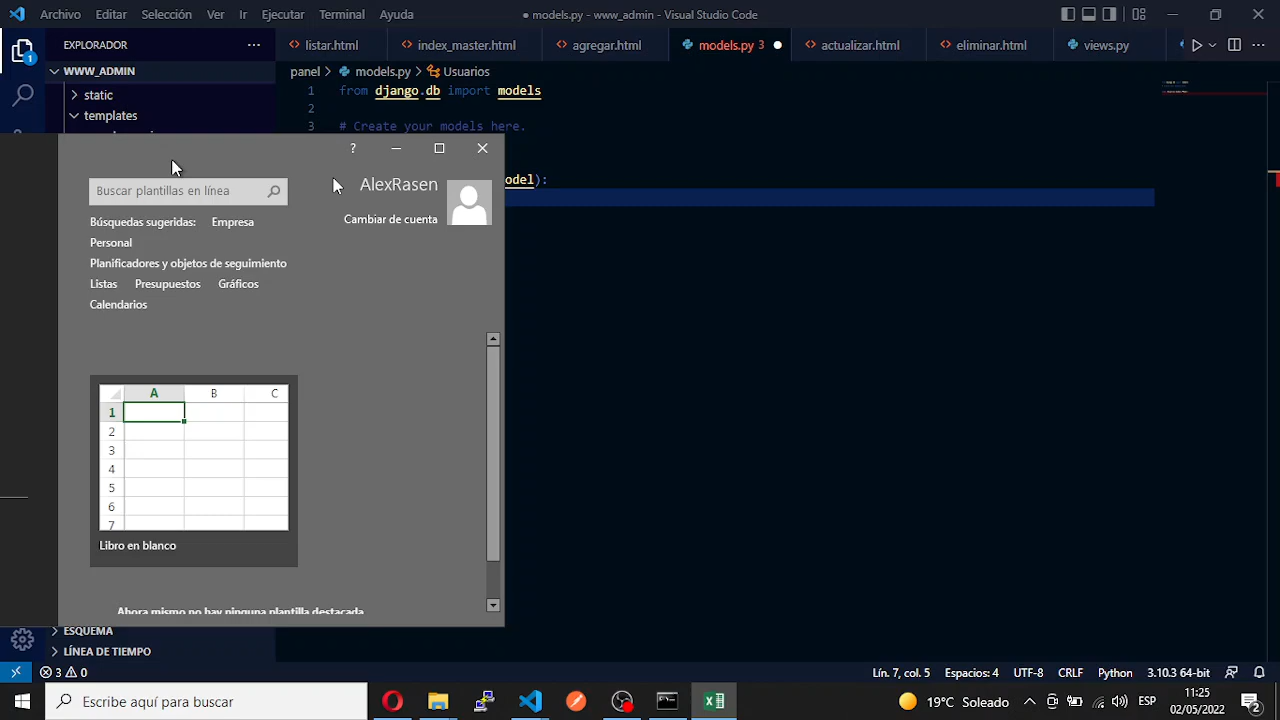 Archivo Editar Selección Ver Ir Ejecutar Terminal Ayuda
● models.py - www_admin - Visual Studio Code
EXPLORADOR
listar.html
index_master.html
agregar.html
models.py 3
actualizar.html
eliminar.html
views.py
WWW_ADMIN
panel > models.py > Usuarios
static
templates
1 from django.db import models
2
3 # Create your models here.
odel):
AlexRasen
Buscar plantillas en línea
Cambiar de cuenta
Búsquedas sugeridas: Empresa
Personal
Planificadores y objetos de seguimiento
Listas Presupuestos Gráficos
Calendarios
A B C
1
2
3
4
5
6
7
Libro en blanco
Ahora mismo no hay ninguna plantilla destacada
ESQUEMA
LÍNEA DE TIEMPO
3 0
Lín. 7, col. 5 Espacios: 4 UTF-8 CRLF Python 3.10.3 64-bit
Escribe aquí para buscar
19°C Soleado
ESP
11:25
02/05/2022
1
2